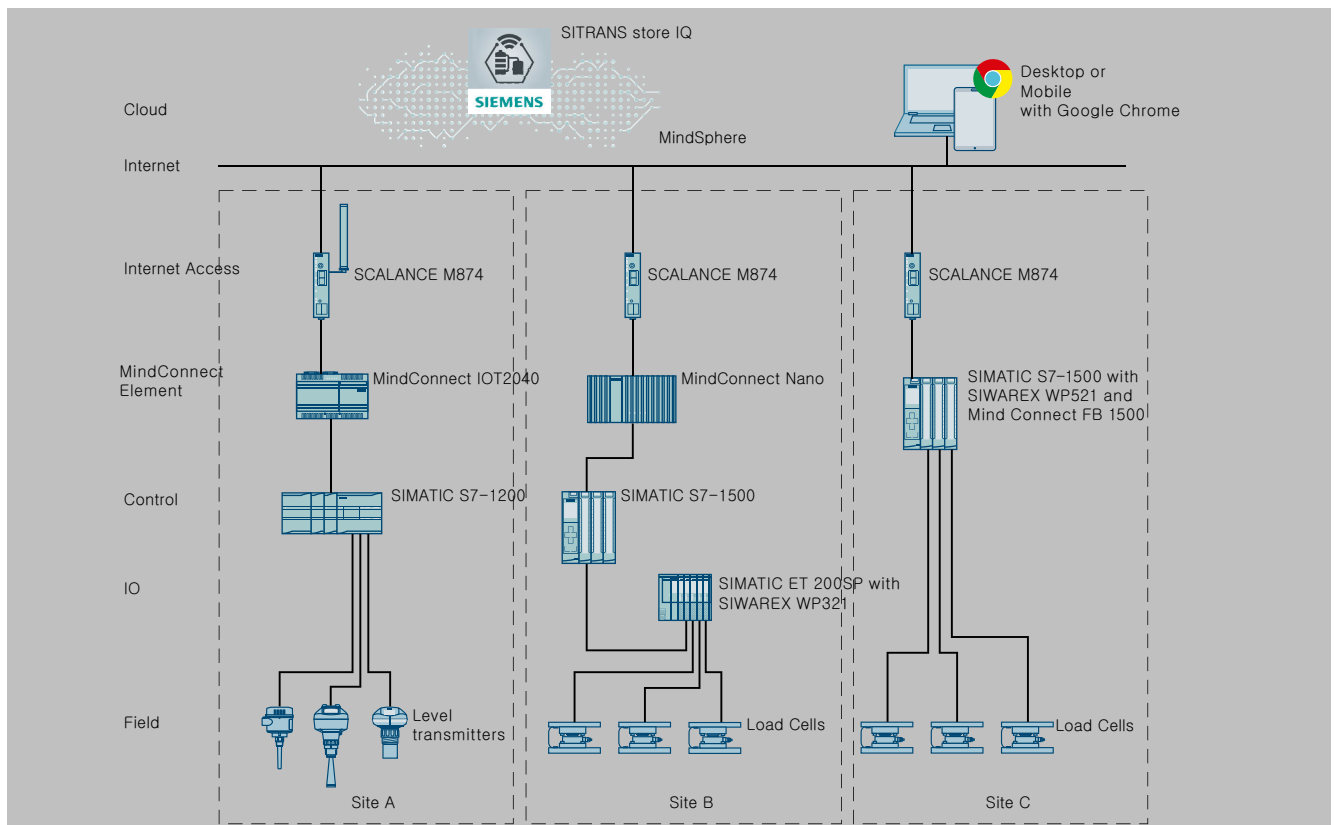 SITRANS store IQ
SIEMENS
Desktop or
Mobile
with Google Chrome
Cloud
MindSphere
Internet
Internet Access
SCALANCE M874
SCALANCE M874
SCALANCE M874
MindConnect
Element
MindConnect IOT2040
MindConnect Nano
SIMATIC S7-1500 with
SIWAREX WP521 and
Mind Connect FB 1500
Control
SIMATIC S7-1200
SIMATIC S7-1500
IO
SIMATIC ET 200SP with
SIWAREX WP321
Field
Level
transmitters
Load Cells
Load Cells
Site A
Site B
Site C